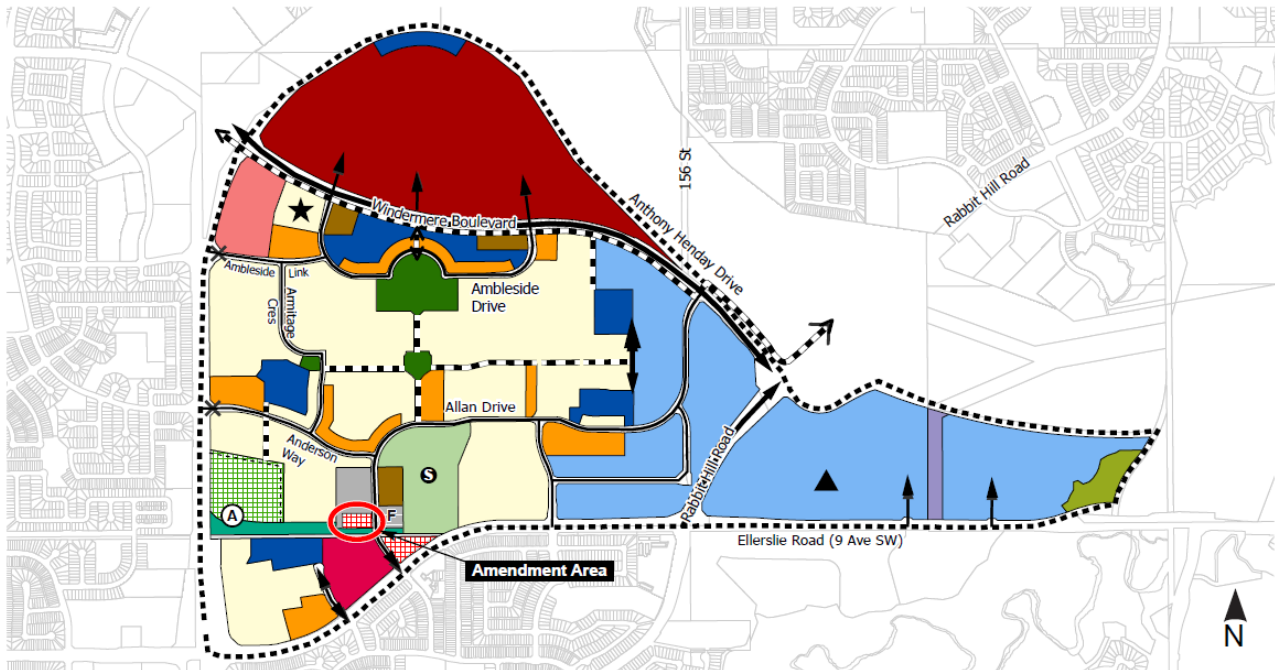 156 St
Rabbit Hill Road
Anthony Henday Drive
Windermere Boulevard
Ambleside
Link
Armitage
Cres
Ambleside
Drive
Allan Drive
Anderson
Way
S
A
F
Rabbit Hill Road
Ellerslie Road (9 Ave SW)
Amendment Area
N